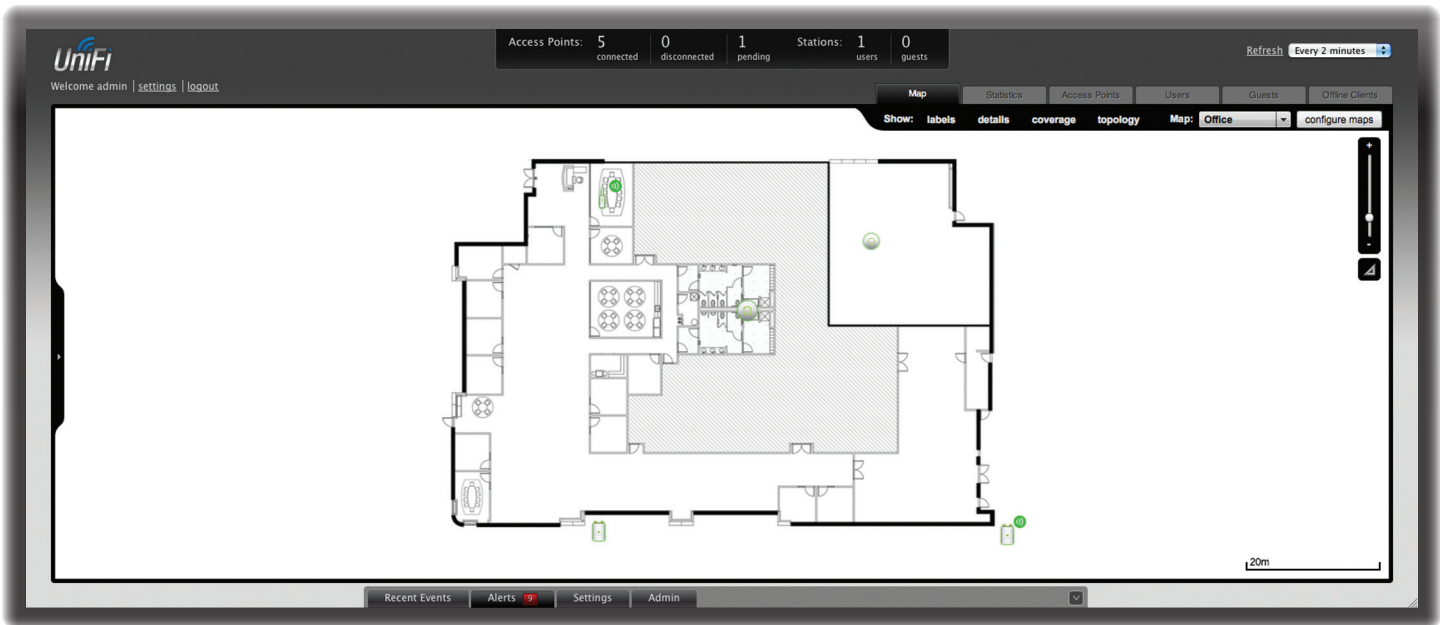 UniFi
Access Points: 5 connected 0 disconnected 1 pending Stations: 1 users 0 guests
Refresh Every 2 minutes
Welcome admin | settings | logout
Map Statistics Access Points Users Guests Offline Clients
Show: labels details coverage topology Map: Office configure maps
+
-
20m
Recent Events Alerts 9 Settings Admin